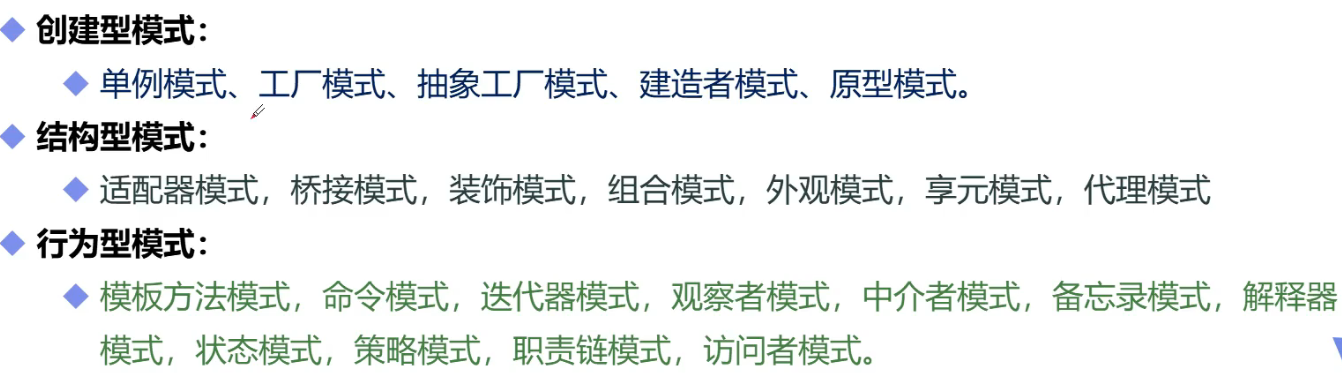 创建型模式：
单例模式、工厂模式、抽象工厂模式、建造者模式、原型模式。
结构型模式：
适配器模式，桥接模式，装饰模式，组合模式，外观模式，享元模式，代理模式
行为型模式：
模板方法模式，命令模式，迭代器模式，观察者模式，中介者模式，备忘录模式，解释器
模式，状态模式，策略模式，职责链模式，访问者模式。